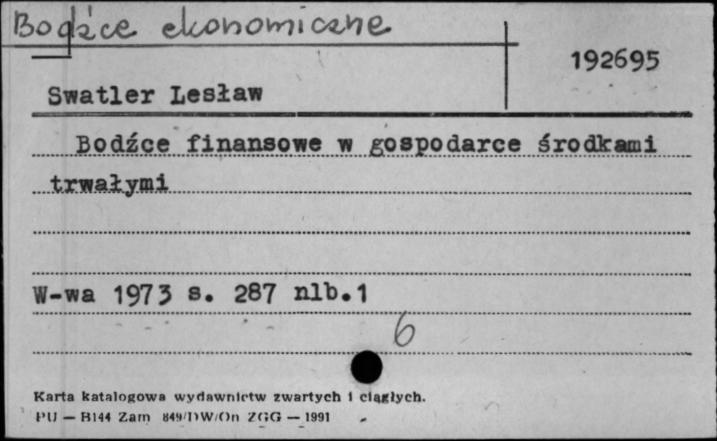 Bodźce ekonomiczne
192695
Swatler Lesław
Bodźce finansowe w gospodarce środkami
trwałymi
W-wa 1973 s. 287 nlb.1
6
Karta katalogowa wydawnictw zwartych i ciągłych.
PU — B144 Zam 849/DW/On ZGG — 1991